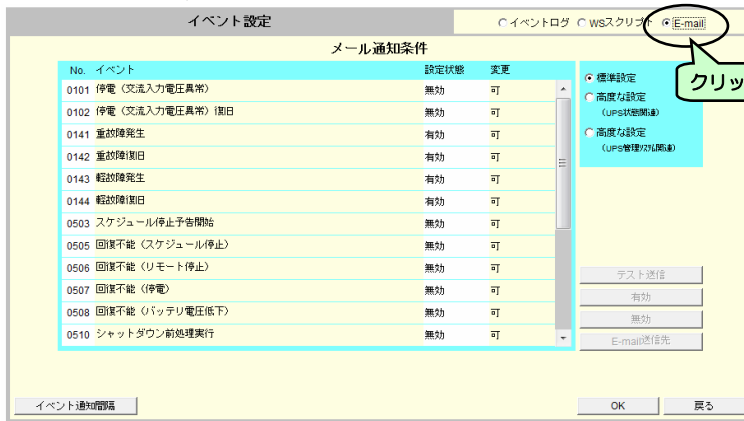 イベント設定
イベントログ WSスクリプト E-mail
メール通知条件
No. イベント 設定状態 変更
0101 停電(交流入力電圧異常) 無効 可
0102 停電(交流入力電圧異常)復旧 無効 可
0141 重故障発生 有効 可
0142 重故障復旧 有効 可
0143 軽故障発生 有効 可
0144 軽故障復旧 有効 可
0503 スケジュール停止予告開始 無効 可
0505 回復不能(スケジュール停止) 無効 可
0506 回復不能(リモート停止) 無効 可
0507 回復不能(停電) 無効 可
0508 回復不能(バッテリ電圧低下) 無効 可
0510 シャットダウン前処理実行 無効 可
標準設定
高度な設定
(UPS状態関連)
高度な設定
(UPS管理システム関連)
クリッ
テスト送信
有効
無効
E-mail送信先
イベント通知間隔
OK
戻る